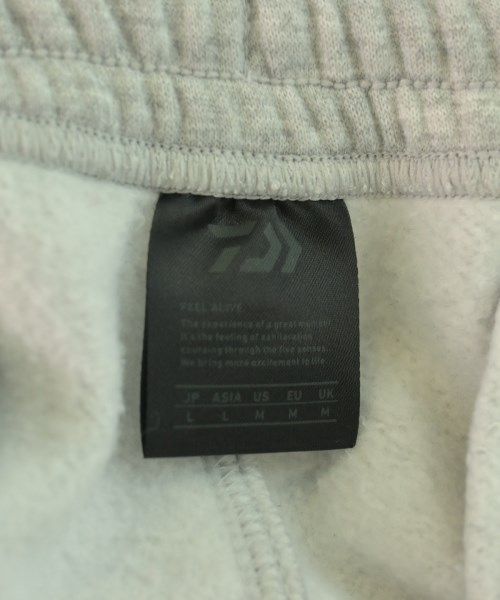 FEEL ALIVE.
The experience of a great moment
is the feeling of exhilaration
coursing through the five senses.
We bring more excitement to life.
JP ASIA US EU UK
L L M M M